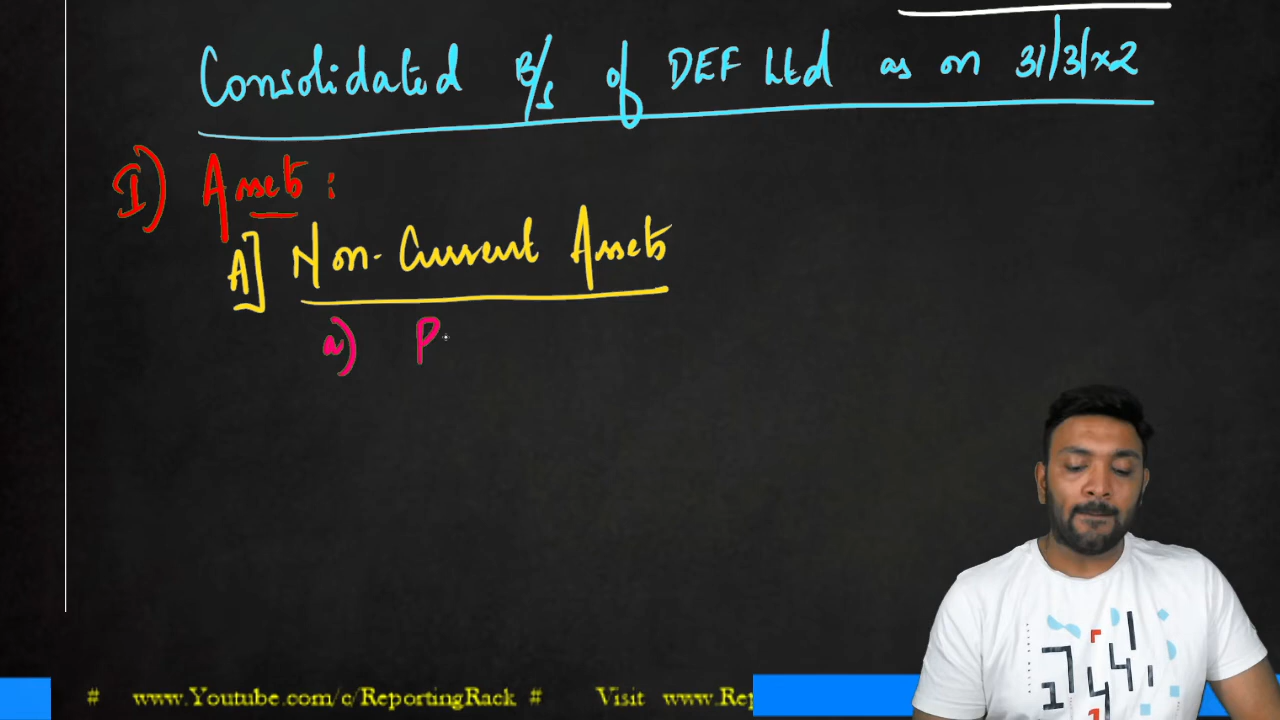 Consolidated B/s of DEF Ltd as on 31/3/x2
I) Assets :
A] Non-Current Assets
a) P
# www.Youtube.com/c/ReportingRack # Visit www.Rep